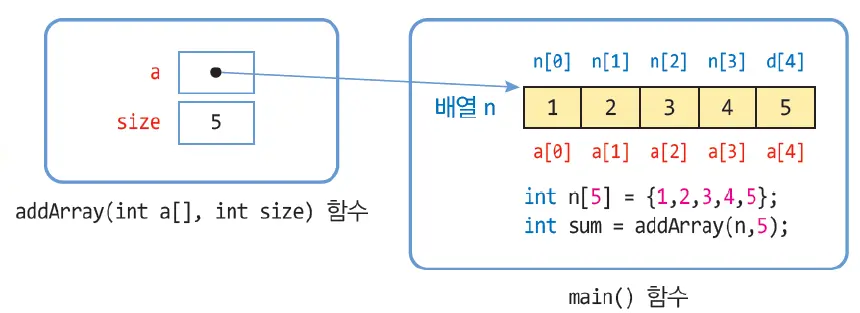 a
size 5
addArray(int a[], int size) 함수
n[0] n[1] n[2] n[3] d[4]
배열 n 1 2 3 4 5
a[0] a[1] a[2] a[3] a[4]
int n[5] = {1,2,3,4,5};
int sum = addArray(n,5);
main() 함수